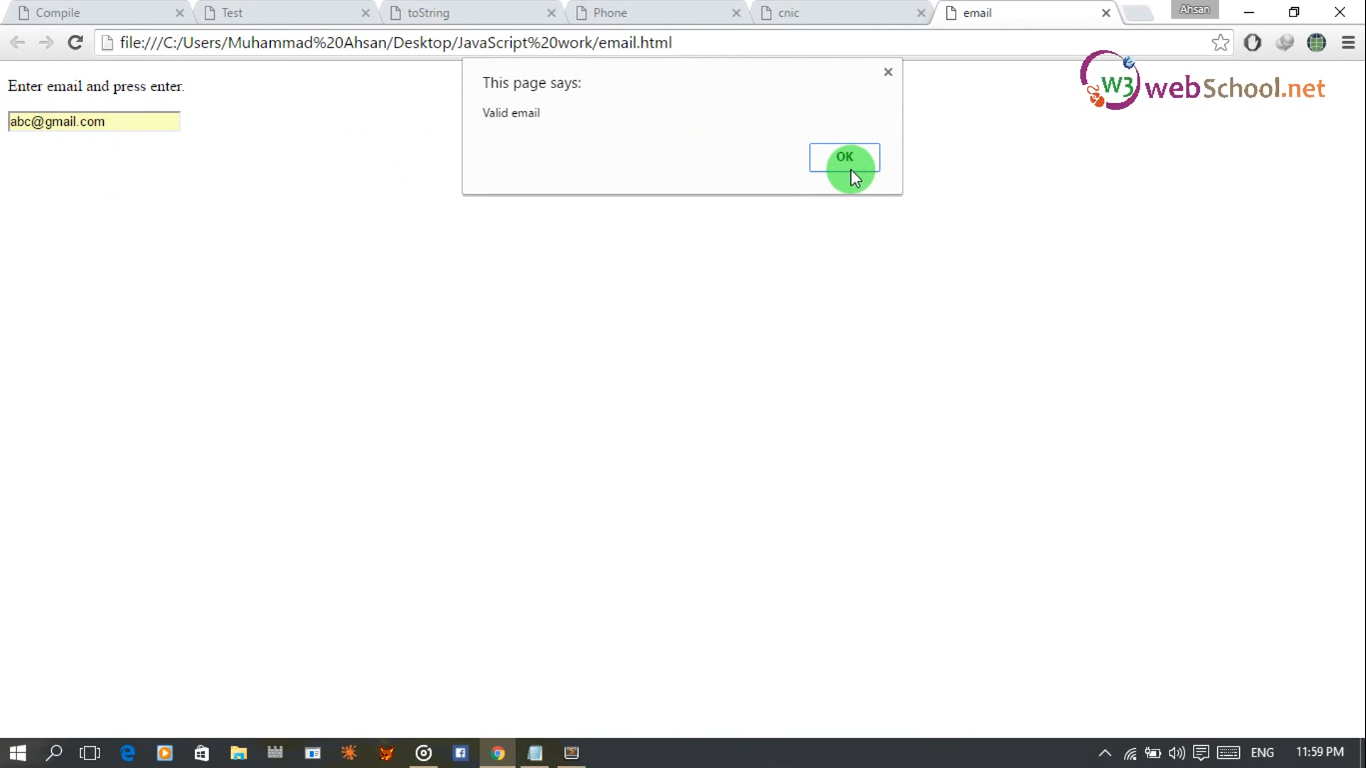 Compile
Test
toString
Phone
cnic
email
Ahsan
file:///C:/Users/Muhammad%20Ahsan/Desktop/JavaScript%20work/email.html
W3 webSchool.net
Enter email and press enter.
abc@gmail.com
This page says:
Valid email
OK
ENG
11:59 PM